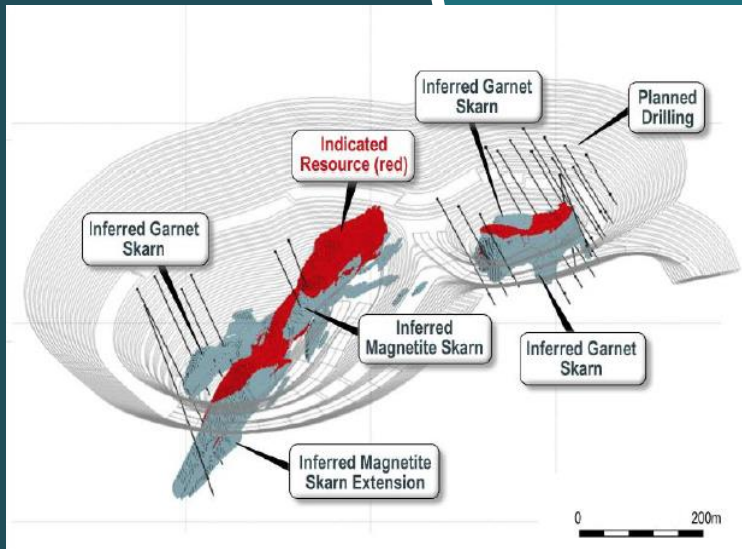 Inferred Garnet
Skarn
Planned
Drilling
Indicated
Resource (red)
Inferred Garnet
Skarn
Inferred
Magnetite Skarn
Inferred Garnet
Skarn
Inferred Magnetite
Skarn Extension
0 200m